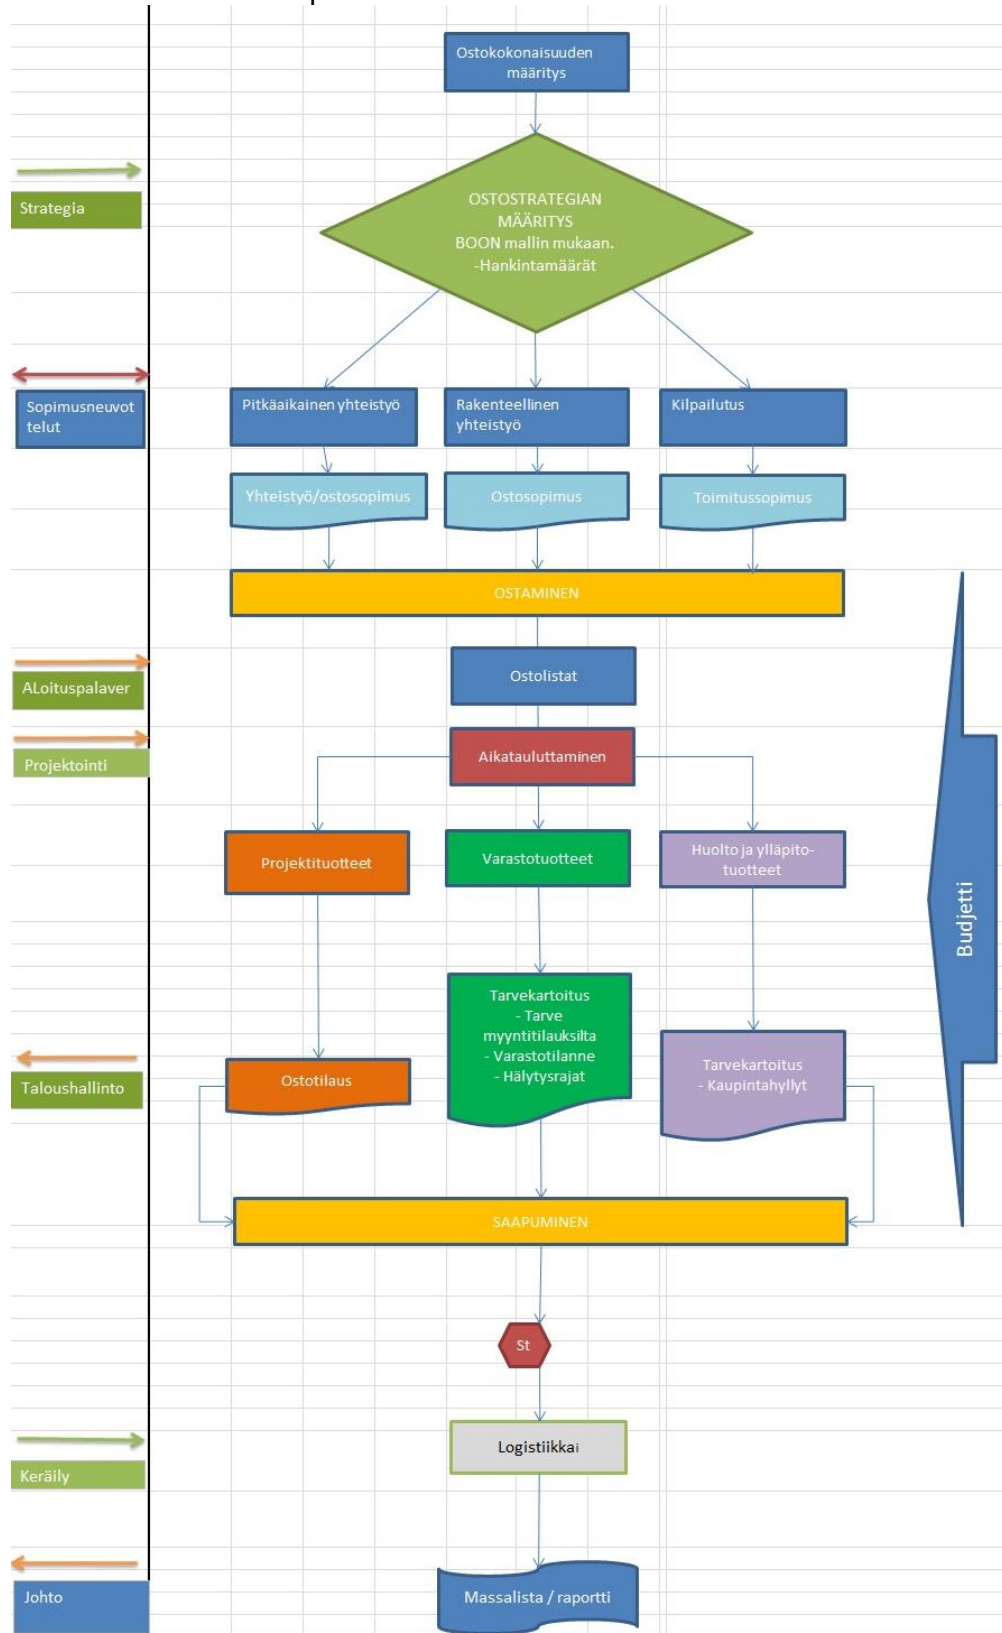 Ostokokonaisuuden
määritys
Strategia
OSTOSTRATEGIAN
MÄÄRITYS
BOON mallin mukaan.
-Hankintamäärät
Sopimusneuvot
telut
Pitkäaikainen yhteistyö
Rakenteellinen
yhteistyö
Kilpailutus
Yhteistyö/ostosopimus
Ostosopimus
Toimitussopimus
OSTAMINEN
ALoituspalaver
Ostolistat
Projektointi
Aikatauluttaminen
Projektituotteet
Varastotuotteet
Huolto ja ylläpito-
tuotteet
Budjetti
Tarvekartoitus
- Tarve
myyntitilauksilta
- Varastotilanne
- Hälytysrajat
Taloushallinto
Ostotilaus
Tarvekartoitus
- Kaupintahyllyt
SAAPUMINEN
St
Logistiikkai
Keräily
Johto
Massalista / raportti